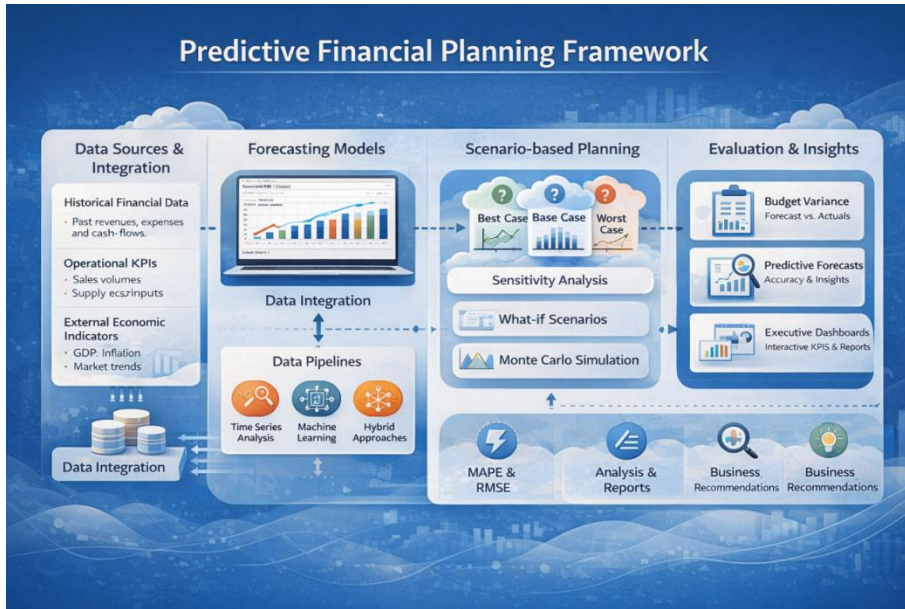 Predictive Financial Planning Framework
Data Sources &
Integration
Historical Financial Data
• Past revenues, expenses
and cash-flows.
Operational KPIs
• Sales volumes
• Supply ecsz/inputs
External Economic
Indicators
• GDP: Inflation
• Market trends
Data Integration
Forecasting Models
Data Integration
Data Pipelines
Time Series
Analysis
Machine
Learning
Hybrid
Approaches
Scenario-based Planning
?
?
?
Best Case
Base Case
Worst
Case
Sensitivity Analysis
What-if Scenarios
Monte Carlo Simulation
Evaluation & Insights
Budget Variance
Forecast vs. Actuals
Predictive Forecasts
Accuracy & Insights
Executive Dashboards
Interactive KPIS & Reports
MAPE &
RMSE
Analysis &
Reports
Business
Recommendations
Business
Recommendations